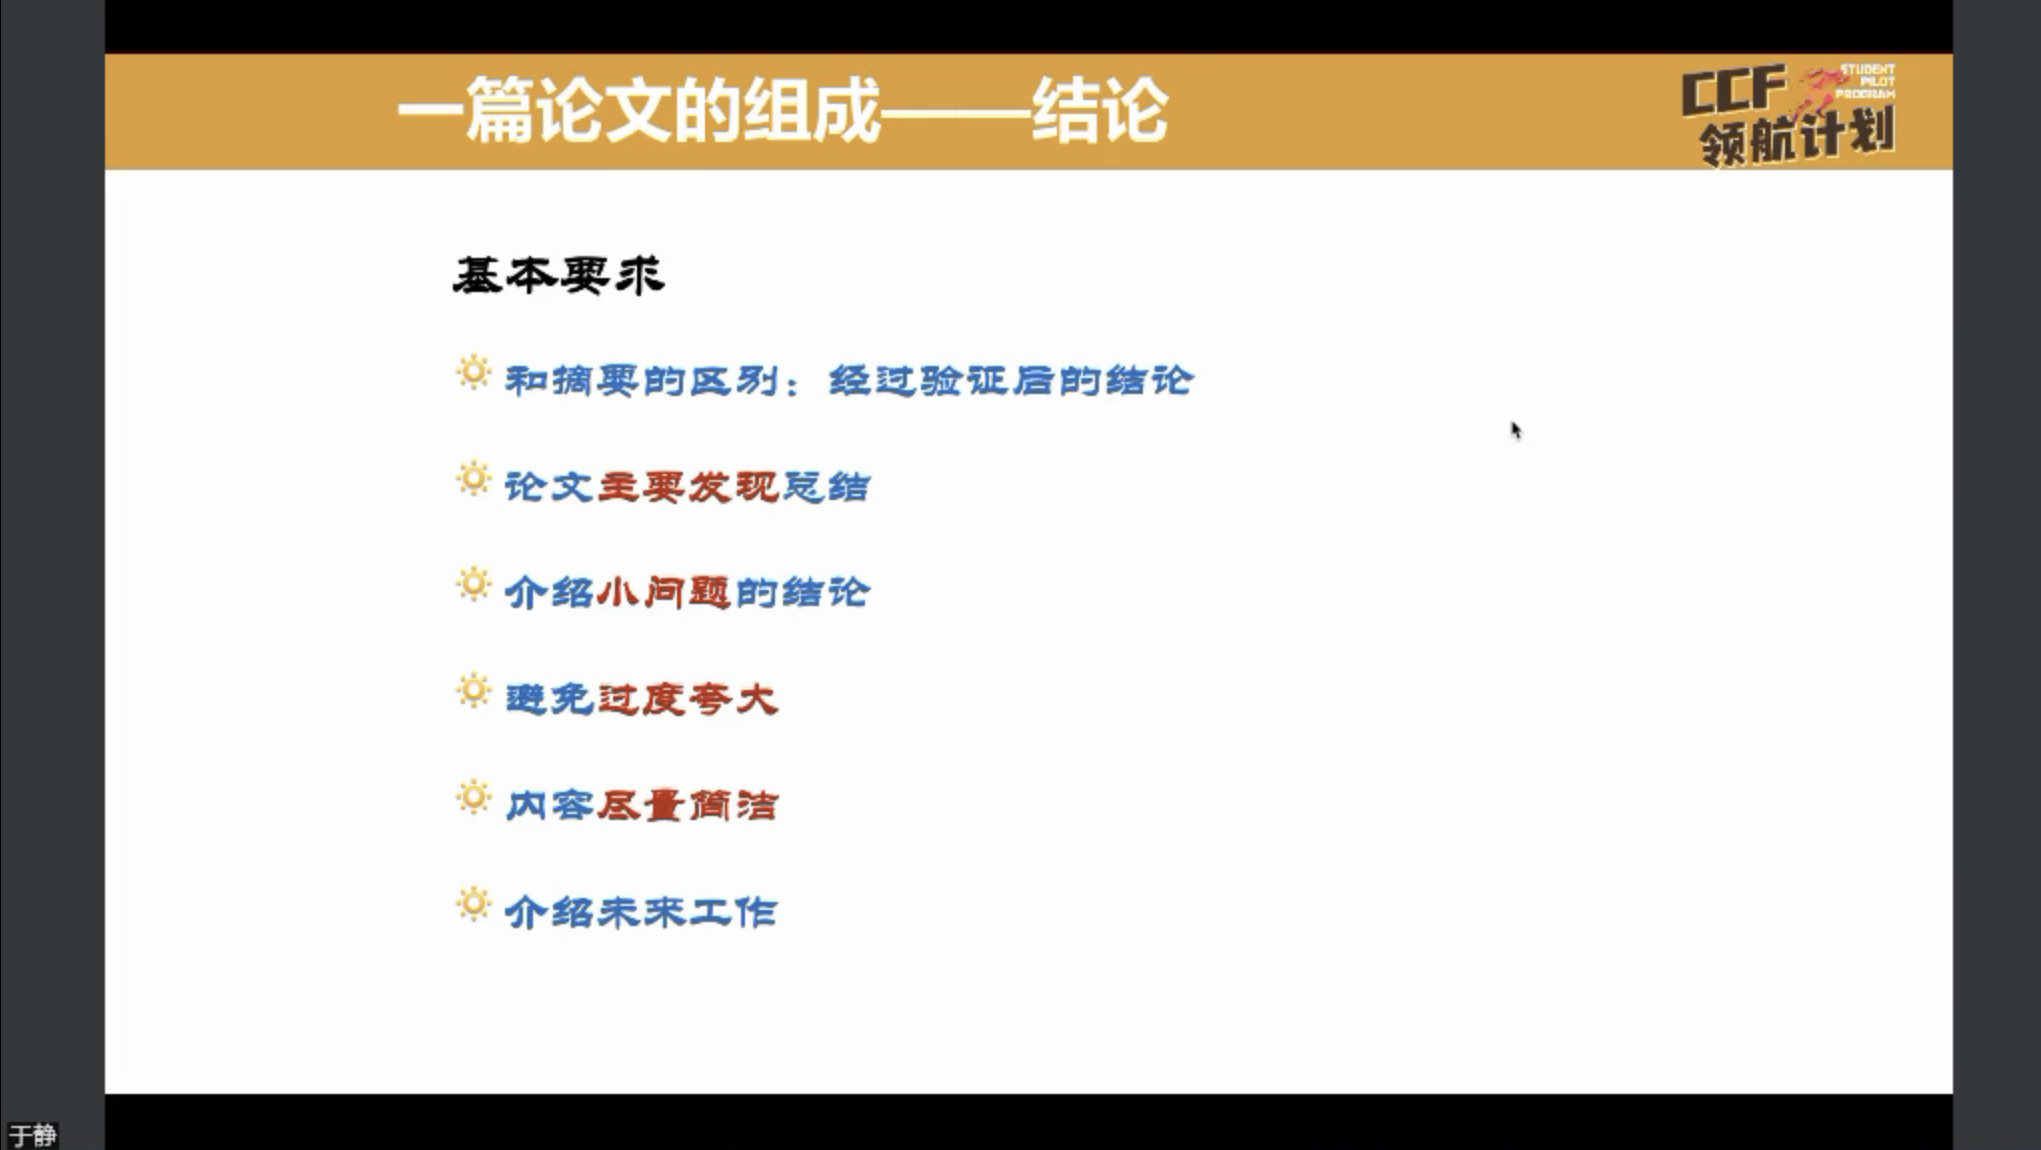 一篇论文的组成——结论
CCF
STUDENT
PILOT
PROGRAM
领航计划
基本要求
和摘要的区别：经过验证后的结论
论文主要发现总结
介绍小问题的结论
避免过度夸大
内容尽量简洁
介绍未来工作
于静